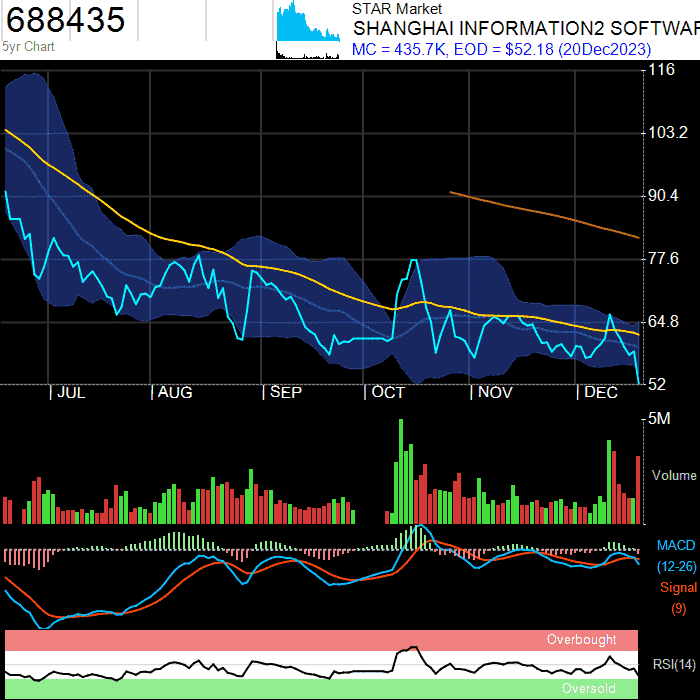 688435
5yr Chart
STAR Market
SHANGHAI INFORMATION2 SOFTWAR
MC = 435.7K, EOD = $52.18 (20Dec2023)
116
103.2
90.4
77.6
64.8
52
JUL
AUG
SEP
OCT
NOV
DEC
5M
Volume
MACD
(12-26)
Signal
(9)
Overbought
RSI(14)
Oversold